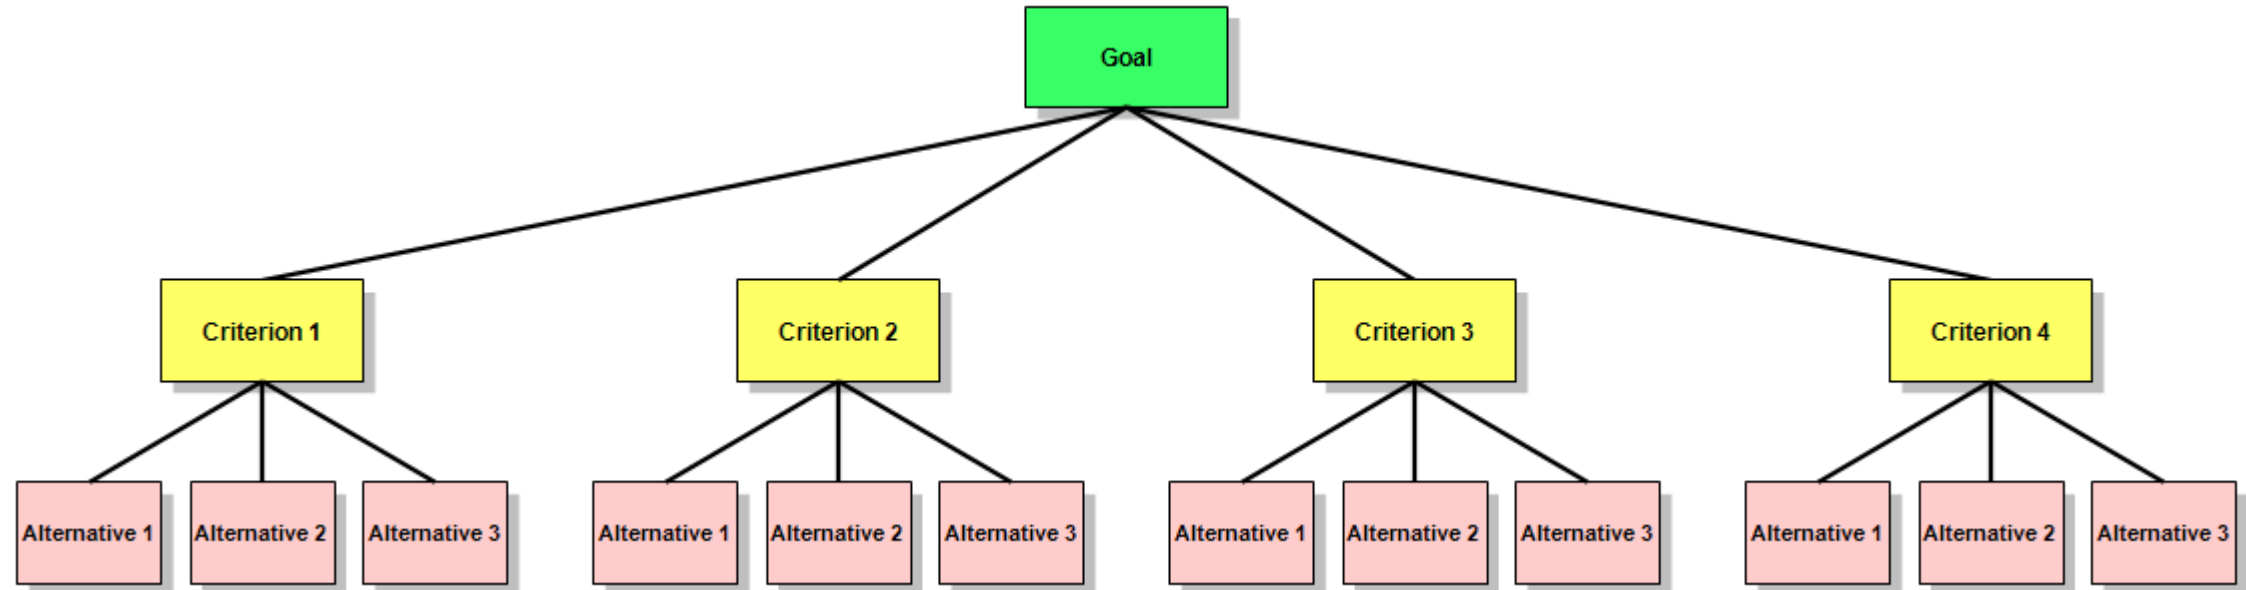 Goal
Criterion 1
Criterion 2
Criterion 3
Criterion 4
Alternative 1
Alternative 2
Alternative 3
Alternative 1
Alternative 2
Alternative 3
Alternative 1
Alternative 2
Alternative 3
Alternative 1
Alternative 2
Alternative 3